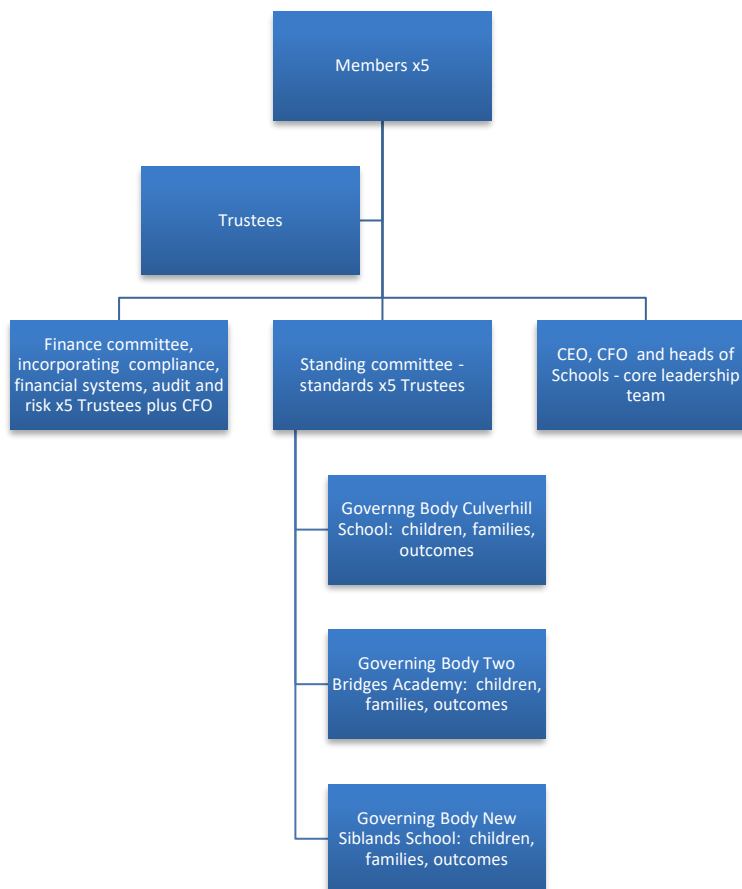 Members x5
Trustees
Finance committee,
incorporating compliance,
financial systems, audit and
risk x5 Trustees plus CFO
Standing committee -
standards x5 Trustees
CEO, CFO and heads of
Schools - core leadership
team
Governng Body Culverhill
School: children, families,
outcomes
Governing Body Two
Bridges Academy: children,
families, outcomes
Governing Body New
Siblands School: children,
families, outcomes